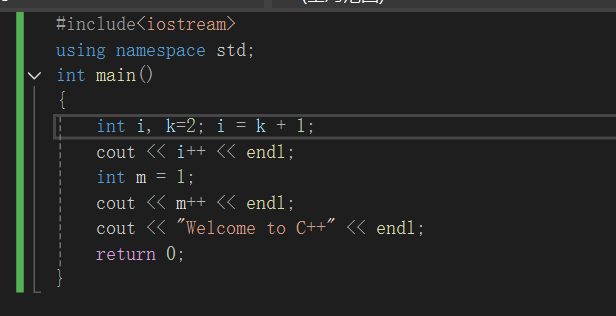 #include<iostream>
using namespace std;
int main()
{
int i, k=2; i = k + 1;
cout << i++ << endl;
int m = 1;
cout << m++ << endl;
cout << "Welcome to C++" << endl;
return 0;
}